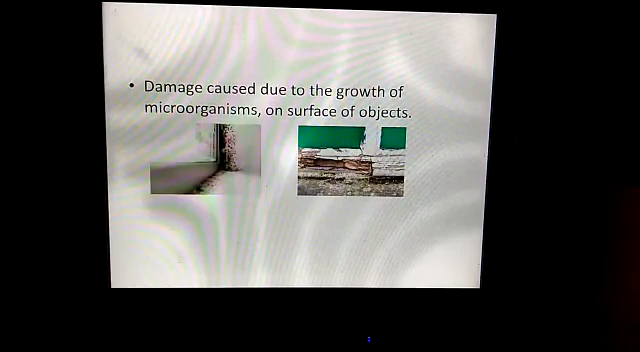 • Damage caused due to the growth of
microorganisms, on surface of objects.